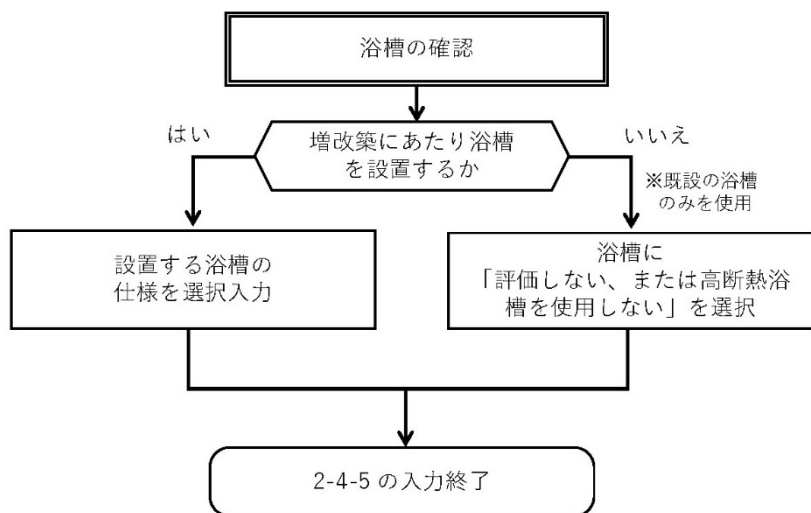 浴槽の確認
はい
増改築にあたり浴槽
を設置するか
いいえ
※既設の浴槽
のみを使用
設置する浴槽の
仕様を選択入力
浴槽に
「評価しない、または高断熱浴
槽を使用しない」を選択
2-4-5 の入力終了